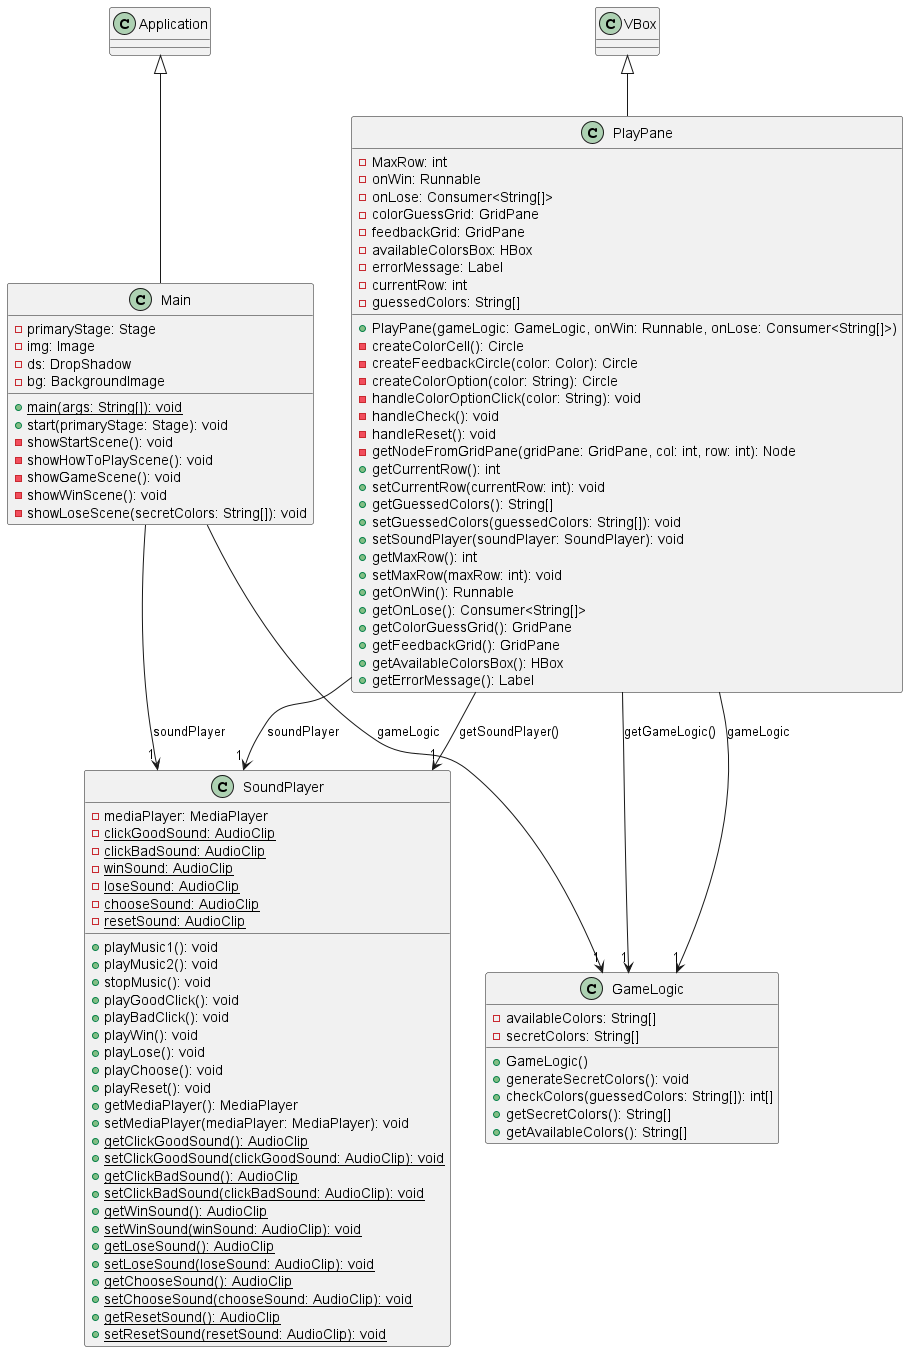 C Application
C VBox
C PlayPane
MaxRow: int
onWin: Runnable
onLose: Consumer<String[]>
colorGuessGrid: GridPane
feedbackGrid: GridPane
availableColorsBox: HBox
errorMessage: Label
currentRow: int
guessedColors: String[]
PlayPane(gameLogic: GameLogic, onWin: Runnable, onLose: Consumer<String[]>)
createColorCell(): Circle
createFeedbackCircle(color: Color): Circle
createColorOption(color: String): Circle
handleColorOptionClick(color: String): void
handleCheck(): void
handleReset(): void
getNodeFromGridPane(gridPane: GridPane, col: int, row: int): Node
getCurrentRow(): int
setCurrentRow(currentRow: int): void
getGuessedColors(): String[]
setGuessedColors(guessedColors: String[]): void
setSoundPlayer(soundPlayer: SoundPlayer): void
getMaxRow(): int
setMaxRow(maxRow: int): void
getOnWin(): Runnable
getOnLose(): Consumer<String[]>
getColorGuessGrid(): GridPane
getFeedbackGrid(): GridPane
getAvailableColorsBox(): HBox
getErrorMessage(): Label
C Main
primaryStage: Stage
img: Image
ds: DropShadow
bg: BackgroundImage
main(args: String[]): void
start(primaryStage: Stage): void
showStartScene(): void
showHowToPlayScene(): void
showGameScene(): void
showWinScene(): void
showLoseScene(secretColors: String[]): void
soundPlayer
1
soundPlayer
1
gameLogic
1
getSoundPlayer()
1
getGameLogic()
1
gameLogic
1
C SoundPlayer
mediaPlayer: MediaPlayer
clickGoodSound: AudioClip
clickBadSound: AudioClip
winSound: AudioClip
loseSound: AudioClip
chooseSound: AudioClip
resetSound: AudioClip
playMusic1(): void
playMusic2(): void
stopMusic(): void
playGoodClick(): void
playBadClick(): void
playWin(): void
playLose(): void
playChoose(): void
playReset(): void
getMediaPlayer(): MediaPlayer
setMediaPlayer(mediaPlayer: MediaPlayer): void
getClickGoodSound(): AudioClip
setClickGoodSound(clickGoodSound: AudioClip): void
getClickBadSound(): AudioClip
setClickBadSound(clickBadSound: AudioClip): void
getWinSound(): AudioClip
setWinSound(winSound: AudioClip): void
getLoseSound(): AudioClip
setLoseSound(loseSound: AudioClip): void
getChooseSound(): AudioClip
setChooseSound(chooseSound: AudioClip): void
getResetSound(): AudioClip
setResetSound(resetSound: AudioClip): void
C GameLogic
availableColors: String[]
secretColors: String[]
GameLogic()
generateSecretColors(): void
checkColors(guessedColors: String[]): int[]
getSecretColors(): String[]
getAvailableColors(): String[]